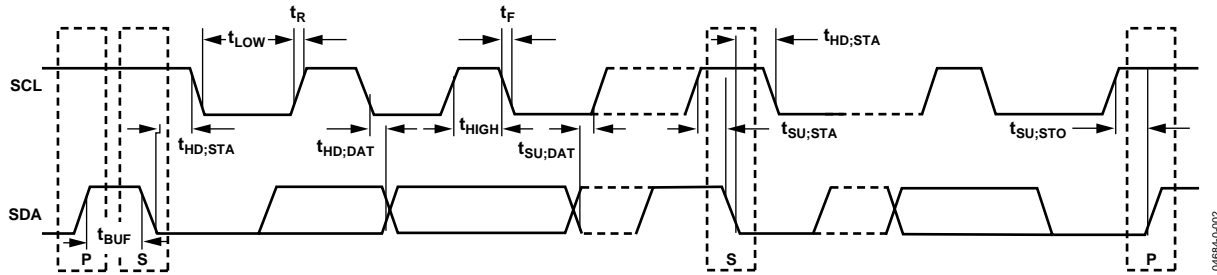 tR
tF
tLOW
tHD;STA
SCL
tHD;STA
tHD;DAT
tHIGH
tSU;DAT
tSU;STA
tSU;STO
SDA
tBUF
P
S
S
P
04684-0-002